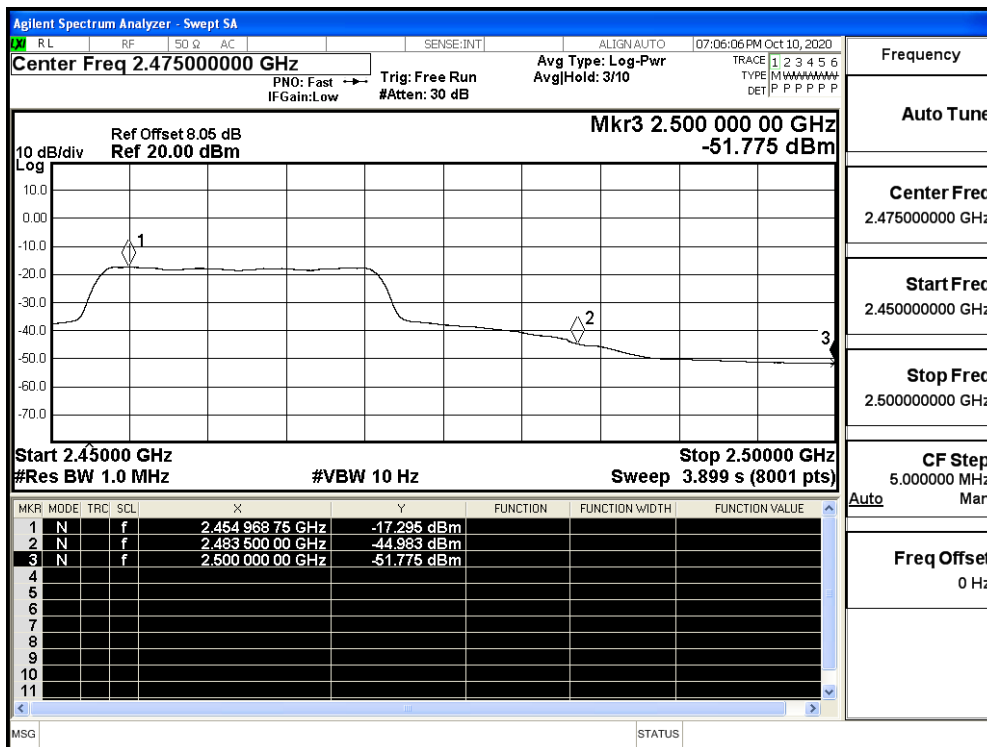 Agilent Spectrum Analyzer - Swept SA
LXI RL RF 50 Ω AC SENSE:INT ALIGN AUTO 07:06:06 PM Oct 10, 2020
Center Freq 2.475000000 GHz
PNO: Fast
IFGain:Low
Trig: Free Run
#Atten: 30 dB
Avg Type: Log-Pwr
Avg|Hold: 3/10
TRACE 1 2 3 4 5 6
TYPE M
DET P P P P P P
Ref Offset 8.05 dB
10 dB/div Ref 20.00 dBm
Log
Mkr3 2.500 000 00 GHz
-51.775 dBm
10.0
0.00
-10.0
-20.0
-30.0
-40.0
-50.0
-60.0
-70.0
1
2
3
Start 2.45000 GHz Stop 2.50000 GHz
#Res BW 1.0 MHz #VBW 10 Hz Sweep 3.899 s (8001 pts)
MKR MODE TRC SCL X Y FUNCTION FUNCTION WIDTH FUNCTION VALUE
1 N f 2.454 968 75 GHz -17.295 dBm
2 N f 2.483 500 00 GHz -44.983 dBm
3 N f 2.500 000 00 GHz -51.775 dBm
4
5
6
7
8
9
10
11
MSG STATUS
Frequency
Auto Tune
Center Freq
2.475000000 GHz
Start Freq
2.450000000 GHz
Stop Freq
2.500000000 GHz
CF Step
5.000000 MHz
Auto Man
Freq Offset
0 Hz